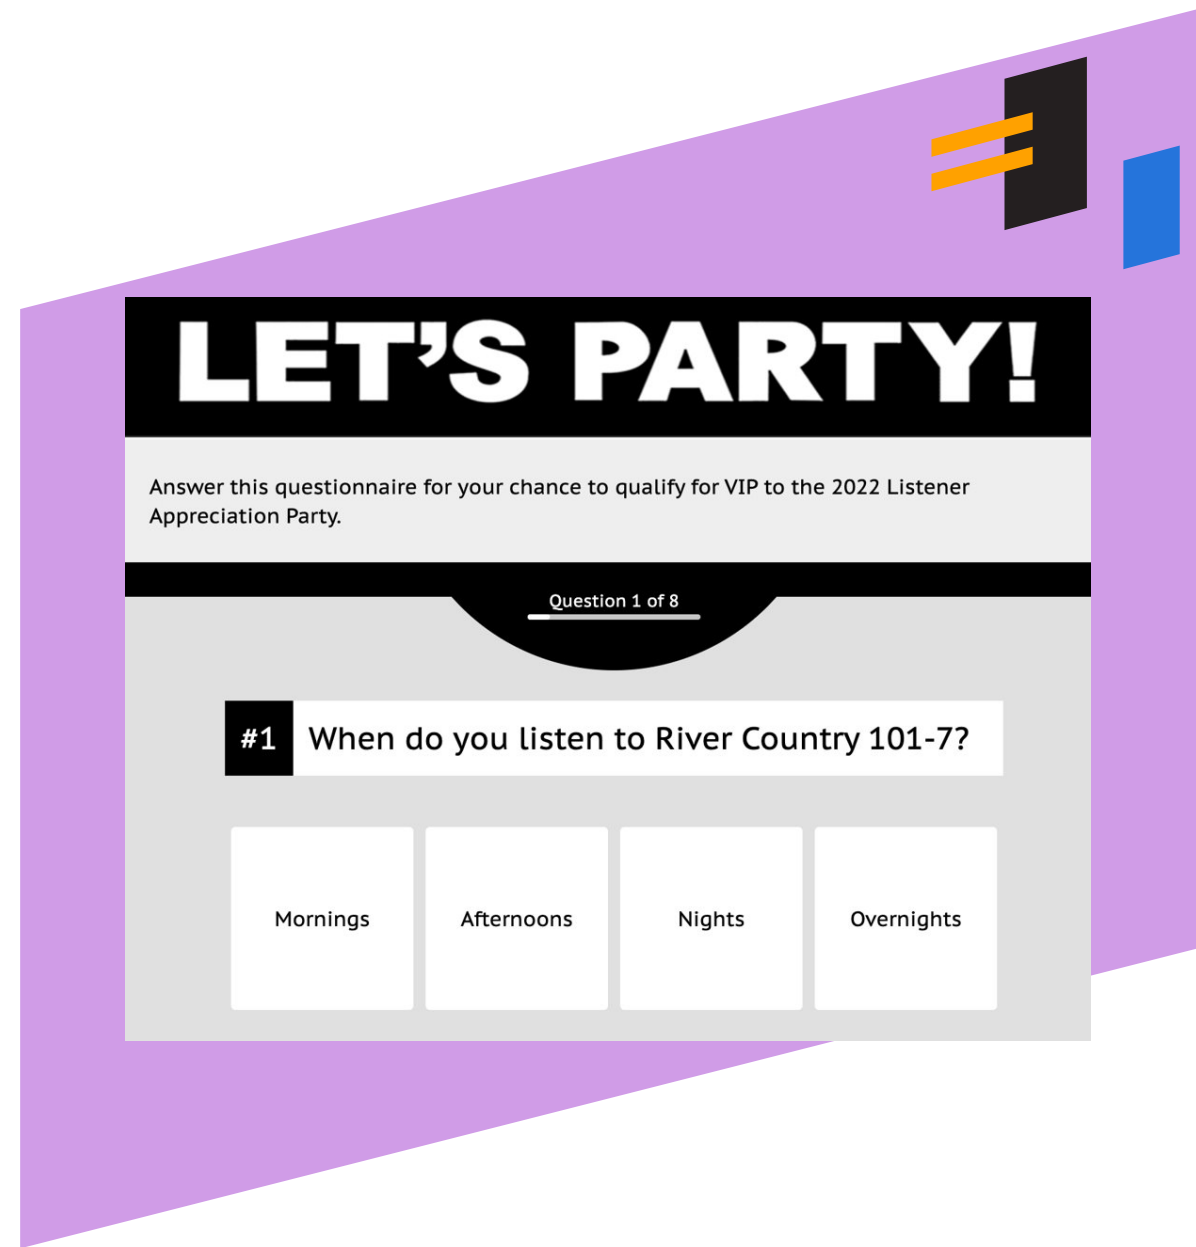 LET'S PARTY!
Answer this questionnaire for your chance to qualify for VIP to the 2022 Listener
Appreciation Party.
Question 1 of 8
#1 When do you listen to River Country 101-7?
Mornings Afternoons Nights Overnights